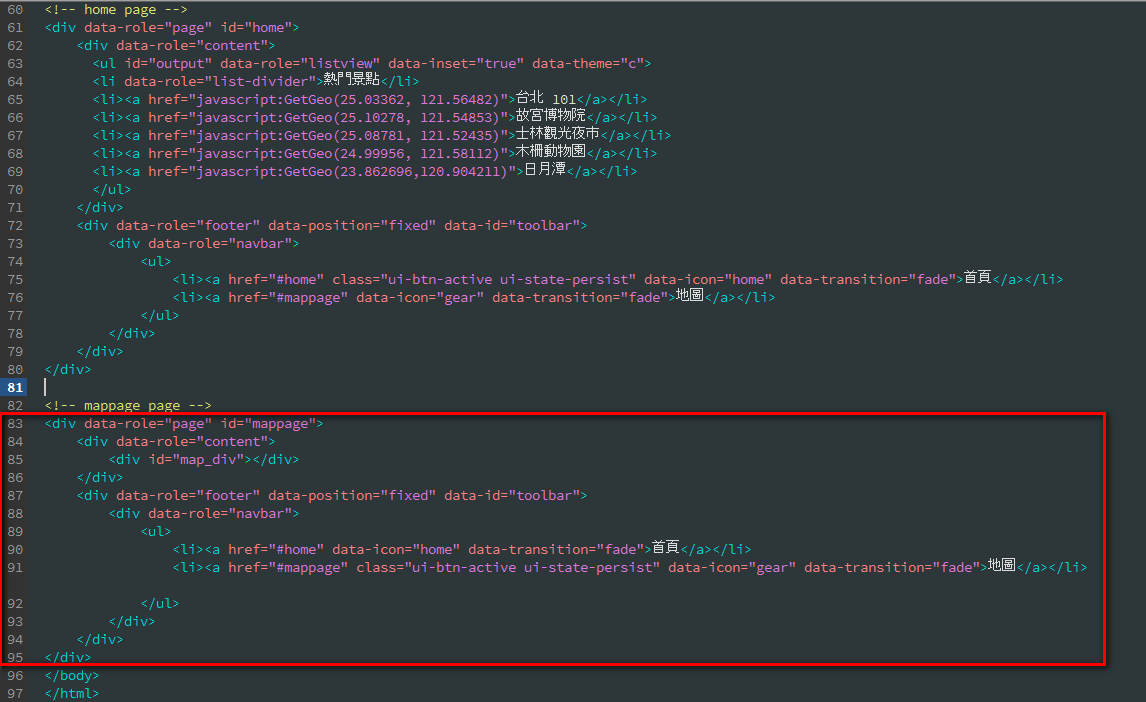 60 <!-- home page -->
61 <div data-role="page" id="home">
62 <div data-role="content">
63 <ul id="output" data-role="listview" data-inset="true" data-theme="c">
64 <li data-role="list-divider">熱門景點</li>
65 <li><a href="javascript:GetGeo(25.03362, 121.56482)">台北 101</a></li>
66 <li><a href="javascript:GetGeo(25.10278, 121.54853)">故宮博物院</a></li>
67 <li><a href="javascript:GetGeo(25.08781, 121.52435)">士林觀光夜市</a></li>
68 <li><a href="javascript:GetGeo(24.99956, 121.58112)">木柵動物園</a></li>
69 <li><a href="javascript:GetGeo(23.862696,120.904211)">日月潭</a></li>
70 </ul>
71 </div>
72 <div data-role="footer" data-position="fixed" data-id="toolbar">
73 <div data-role="navbar">
74 <ul>
75 <li><a href="#home" class="ui-btn-active ui-state-persist" data-icon="home" data-transition="fade">首頁</a></li>
76 <li><a href="#mappage" data-icon="gear" data-transition="fade">地圖</a></li>
77 </ul>
78 </div>
79 </div>
80 </div>
81
82 <!-- mappage page -->
83 <div data-role="page" id="mappage">
84 <div data-role="content">
85 <div id="map_div"></div>
86 </div>
87 <div data-role="footer" data-position="fixed" data-id="toolbar">
88 <div data-role="navbar">
89 <ul>
90 <li><a href="#home" data-icon="home" data-transition="fade">首頁</a></li>
91 <li><a href="#mappage" class="ui-btn-active ui-state-persist" data-icon="gear" data-transition="fade">地圖</a></li>
92 </ul>
93 </div>
94 </div>
95 </div>
96 </body>
97 </html>